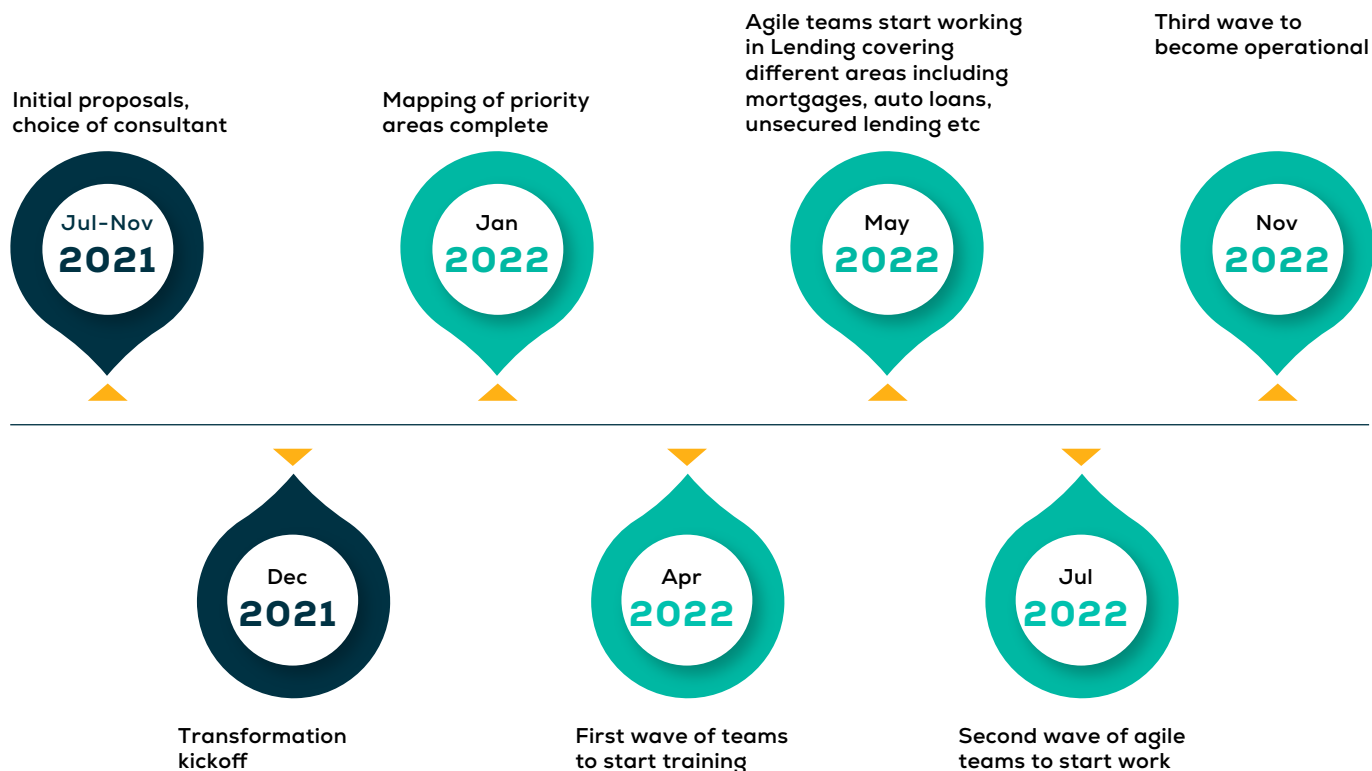 Initial proposals,
choice of consultant
Jul-Nov
2021
Dec
2021
Transformation
kickoff
Mapping of priority
areas complete
Jan
2022
Apr
2022
First wave of teams
to start training
Agile teams start working
in Lending covering
different areas including
mortgages, auto loans,
unsecured lending etc
May
2022
Jul
2022
Second wave of agile
teams to start work
Third wave to
become operational
Nov
2022